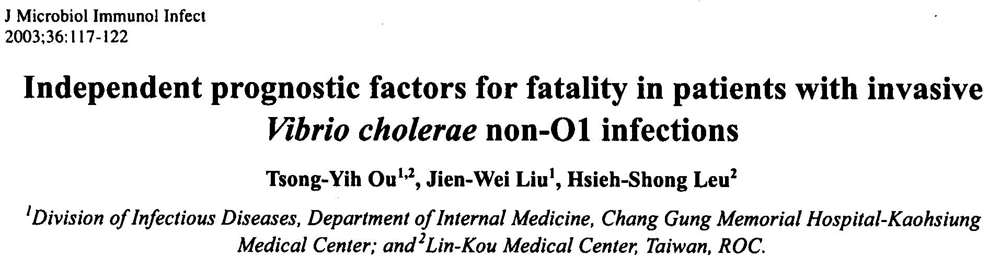 J Microbiol Immunol Infect
2003;36:117-122
Independent prognostic factors for fatality in patients with invasive
Vibrio cholerae non-O1 infections
Tsong-Yih Ou1,2, Jien-Wei Liu1, Hsieh-Shong Leu2
1Division of Infectious Diseases, Department of Internal Medicine, Chang Gung Memorial Hospital-Kaohsiung
Medical Center; and 2Lin-Kou Medical Center, Taiwan, ROC.